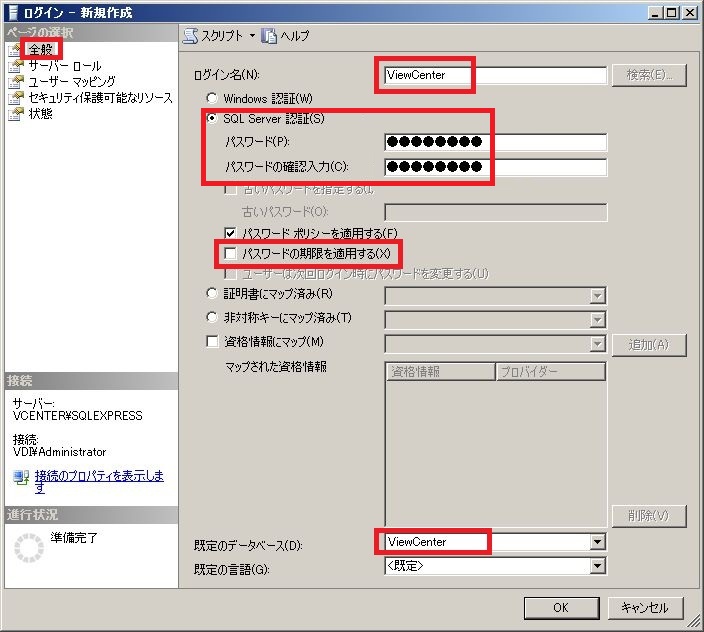 ログイン - 新規作成
ページの選択
全般
サーバー ロール
ユーザー マッピング
セキュリティ保護可能なリソース
状態
接続
サーバー:
VCENTER¥SQLEXPRESS
接続:
VDI¥Administrator
接続のプロパティを表示しま
す
進行状況
準備完了
スクリプト
ヘルプ
ログイン名(N):
ViewCenter
検索(E)...
Windows 認証(W)
SQL Server 認証(S)
パスワード(P):
●●●●●●●●
パスワードの確認入力(C):
●●●●●●●●
古いパスワードを指定する(I)
古いパスワード(O):
パスワード ポリシーを適用する(F)
パスワードの期限を適用する(X)
ユーザーは次回ログイン時にパスワードを変更する(U)
証明書にマップ済み(R)
非対称キーにマップ済み(T)
資格情報にマップ(M)
追加(A)
マップされた資格情報
資格情報 プロバイダー
削除(V)
既定のデータベース(D):
ViewCenter
既定の言語(G):
<既定>
OK
キャンセル